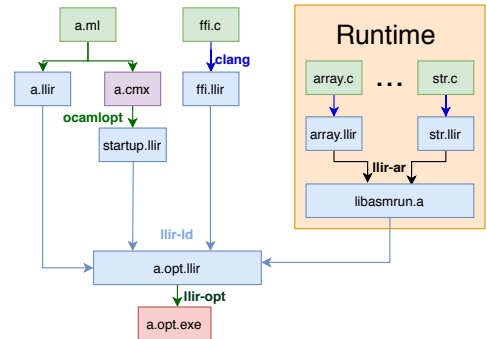 a.ml
ffi.c
Runtime
clang
array.c
...
str.c
a.llir
a.cmx
ffi.llir
ocamlopt
array.llir
str.llir
startup.llir
llir-ar
libasmrun.a
llir-ld
a.opt.llir
llir-opt
a.opt.exe